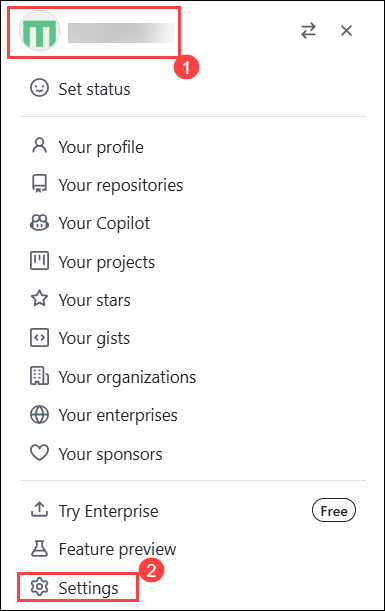 1
Set status
Your profile
Your repositories
Your Copilot
Your projects
Your stars
Your gists
Your organizations
Your enterprises
Your sponsors
Try Enterprise Free
Feature preview
2
Settings